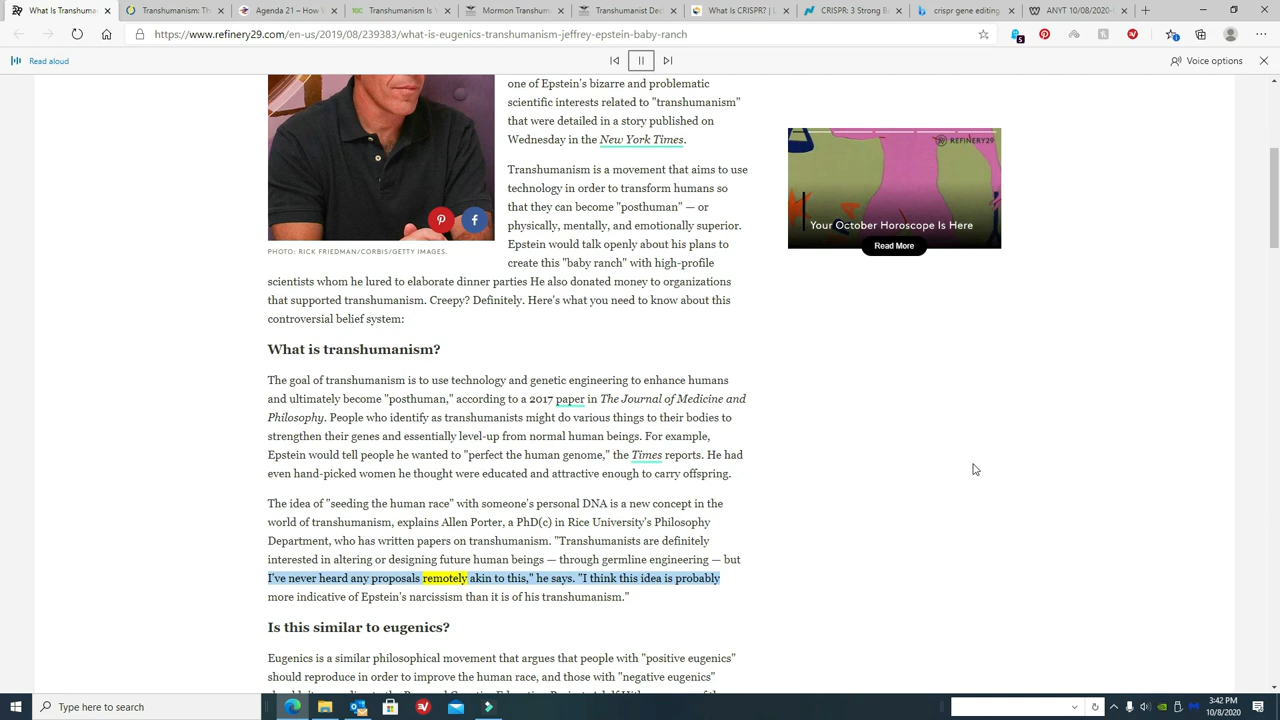 What Is Transhuman
Transhumanism: Th
Agenda 21 – How W
Transhumanism Is
Mormon Transhuma
Transhumanist Dec
What Is CRISPR? | L
CRISPR: 3 Strong Ba
crispr gene editing
ANYT 10/08/2020-
https://www.refinery29.com/en-us/2019/08/239383/what-is-eugenics-transhumanism-jeffrey-epstein-baby-ranch
Read aloud
Voice options
one of Epstein's bizarre and problematic
scientific interests related to "transhumanism"
that were detailed in a story published on
Wednesday in the New York Times.
Transhumanism is a movement that aims to use
technology in order to transform humans so
that they can become "posthuman" — or
physically, mentally, and emotionally superior.
Epstein would talk openly about his plans to
create this "baby ranch" with high-profile
PHOTO: RICK FRIEDMAN/CORBIS/GETTY IMAGES.
scientists whom he lured to elaborate dinner parties He also donated money to organizations
that supported transhumanism. Creepy? Definitely. Here's what you need to know about this
controversial belief system:
What is transhumanism?
The goal of transhumanism is to use technology and genetic engineering to enhance humans
and ultimately become "posthuman," according to a 2017 paper in The Journal of Medicine and
Philosophy. People who identify as transhumanists might do various things to their bodies to
strengthen their genes and essentially level-up from normal human beings. For example,
Epstein would tell people he wanted to "perfect the human genome," the Times reports. He had
even hand-picked women he thought were educated and attractive enough to carry offspring.
The idea of "seeding the human race" with someone's personal DNA is a new concept in the
world of transhumanism, explains Allen Porter, a PhD(c) in Rice University's Philosophy
Department, who has written papers on transhumanism. "Transhumanists are definitely
interested in altering or designing future human beings — through germline engineering — but
I've never heard any proposals remotely akin to this," he says. "I think this idea is probably
more indicative of Epstein's narcissism than it is of his transhumanism."
Is this similar to eugenics?
Eugenics is a similar philosophical movement that argues that people with "positive eugenics"
should reproduce in order to improve the human race, and those with "negative eugenics"
REFINERY29
Your October Horoscope Is Here
Read More
Type here to search
3:42 PM
10/8/2020